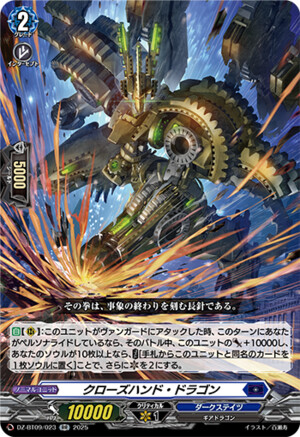 2
グレード
インターセプト
5000
シールド
その拳は、事象の終わりを刻む長針である。
【自】【(R)】：このユニットがヴァンガードにアタックした時、このターンにあなたが
ペルソナライドしているなら、そのバトル中、このユニットのパワー+10000し、
あなたのソウルが10枚以上なら、【コスト】[手札からこのユニットと同名のカードを
1枚ソウルに置く]ことで、さらに☆を2にする。
ノーマルユニット
クローズハンド・ドラゴン
10000
クリティカル
1
ダークステイツ
ギアドラゴン
DZ-BT09/023 RR 2025
イラスト／百瀬寿